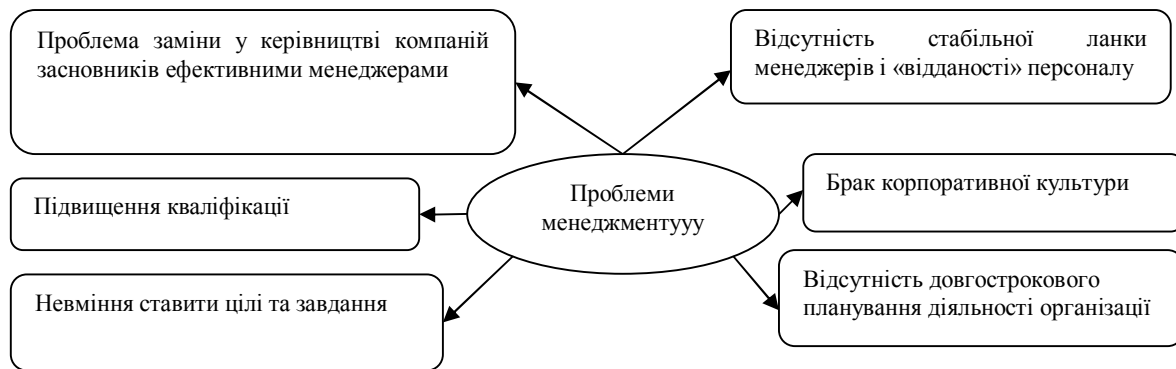 Проблема заміни у керівництві компаній
засновників ефективними менеджерами
Відсутність стабільної ланки
менеджерів і «відданості» персоналу
Підвищення кваліфікації
Проблеми
менеджментууу
Брак корпоративної культури
Невміння ставити цілі та завдання
Відсутність довгострокового
планування діяльності організації